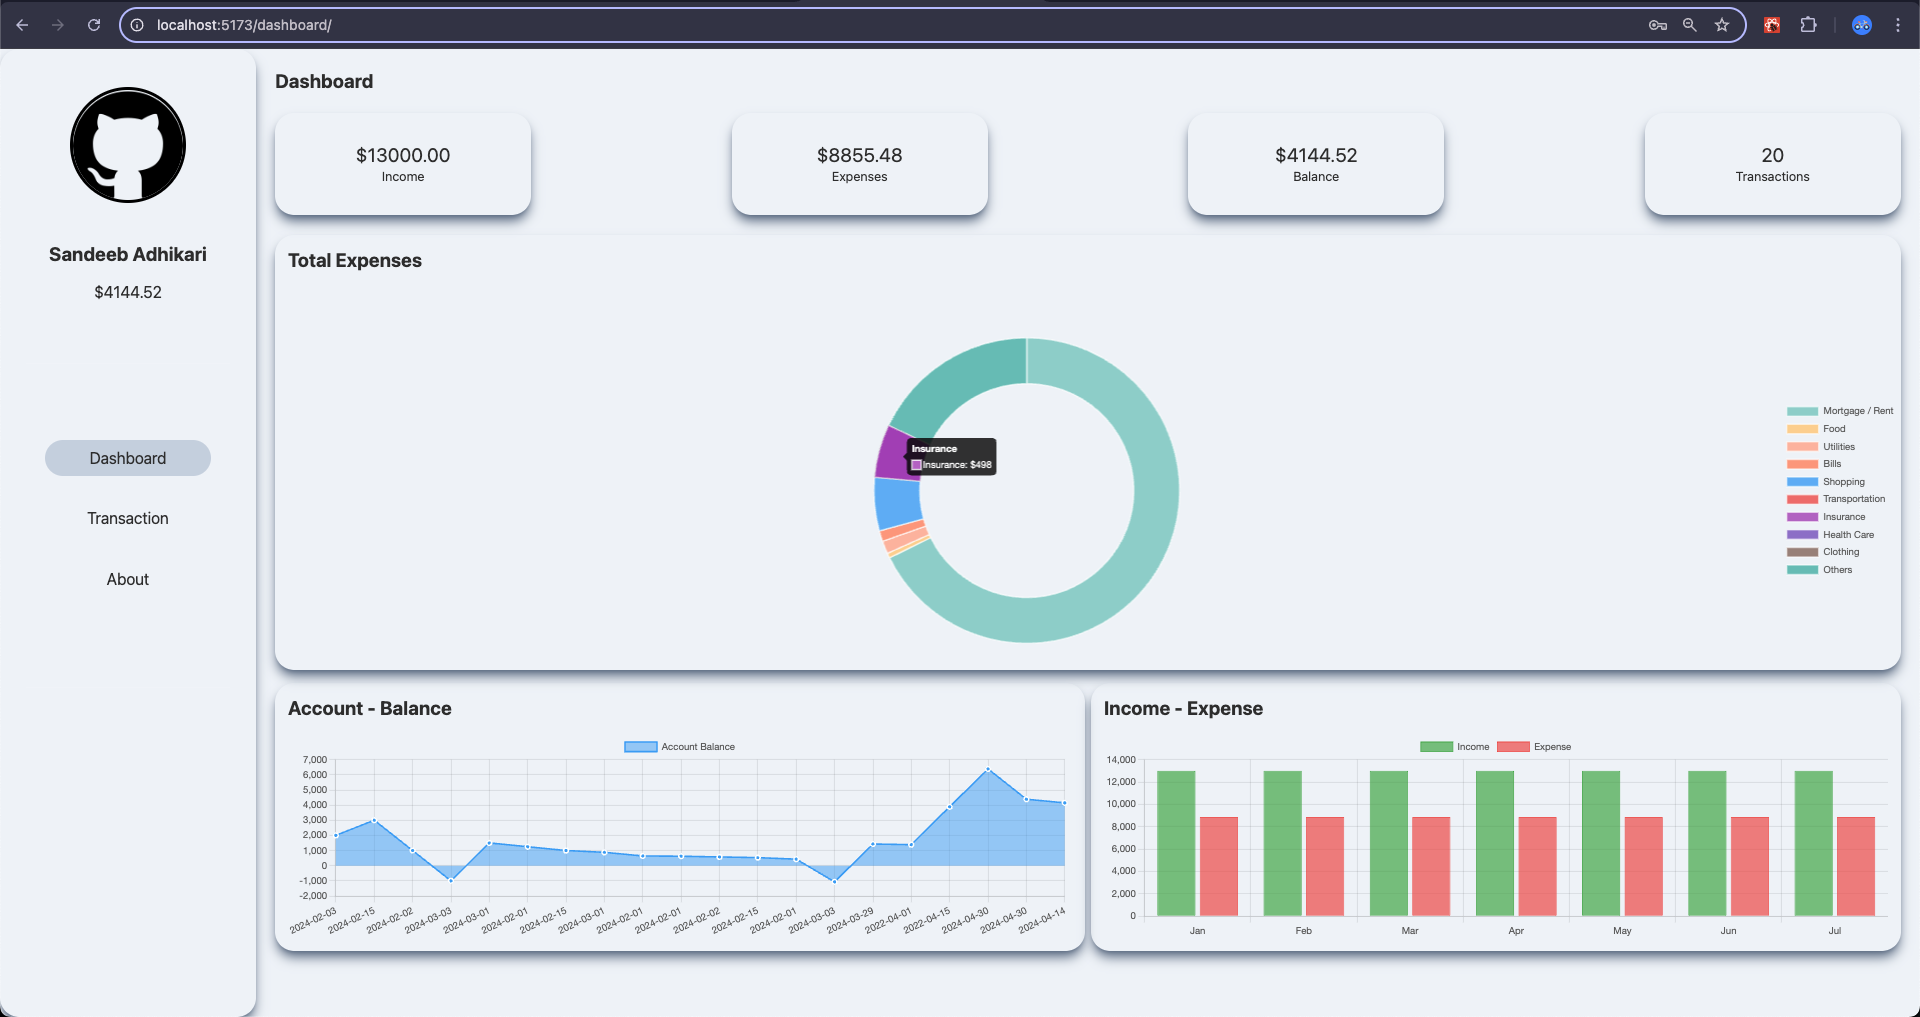 localhost:5173/dashboard/
Sandeeb Adhikari
$4144.52
Dashboard
Transaction
About
Dashboard
$13000.00
Income
$8855.48
Expenses
$4144.52
Balance
20
Transactions
Total Expenses
Insurance
Insurance: $498
Mortgage / Rent
Food
Utilities
Bills
Shopping
Transportation
Insurance
Health Care
Clothing
Others
Account - Balance
Account Balance
7,000
6,000
5,000
4,000
3,000
2,000
1,000
0
-1,000
-2,000
2024-02-03
2024-02-15
2024-02-02
2024-03-03
2024-03-01
2024-02-01
2024-02-15
2024-03-01
2024-02-01
2024-02-01
2024-02-02
2024-02-15
2024-02-01
2024-03-03
2024-03-29
2022-04-01
2022-04-15
2024-04-30
2024-04-30
2024-04-14
Income - Expense
Income
Expense
14,000
12,000
10,000
8,000
6,000
4,000
2,000
0
Jan
Feb
Mar
Apr
May
Jun
Jul